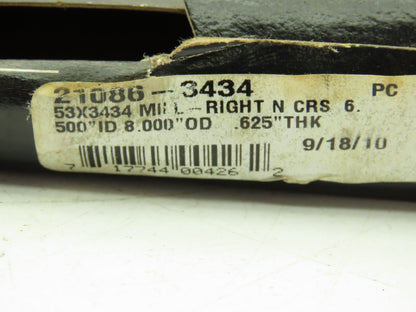 21086-3434 PC
53X3434 MILL-RIGHT N CRS 6.
500"ID 8.000"OD .625"THK
9/18/10
7 17744 00426 2